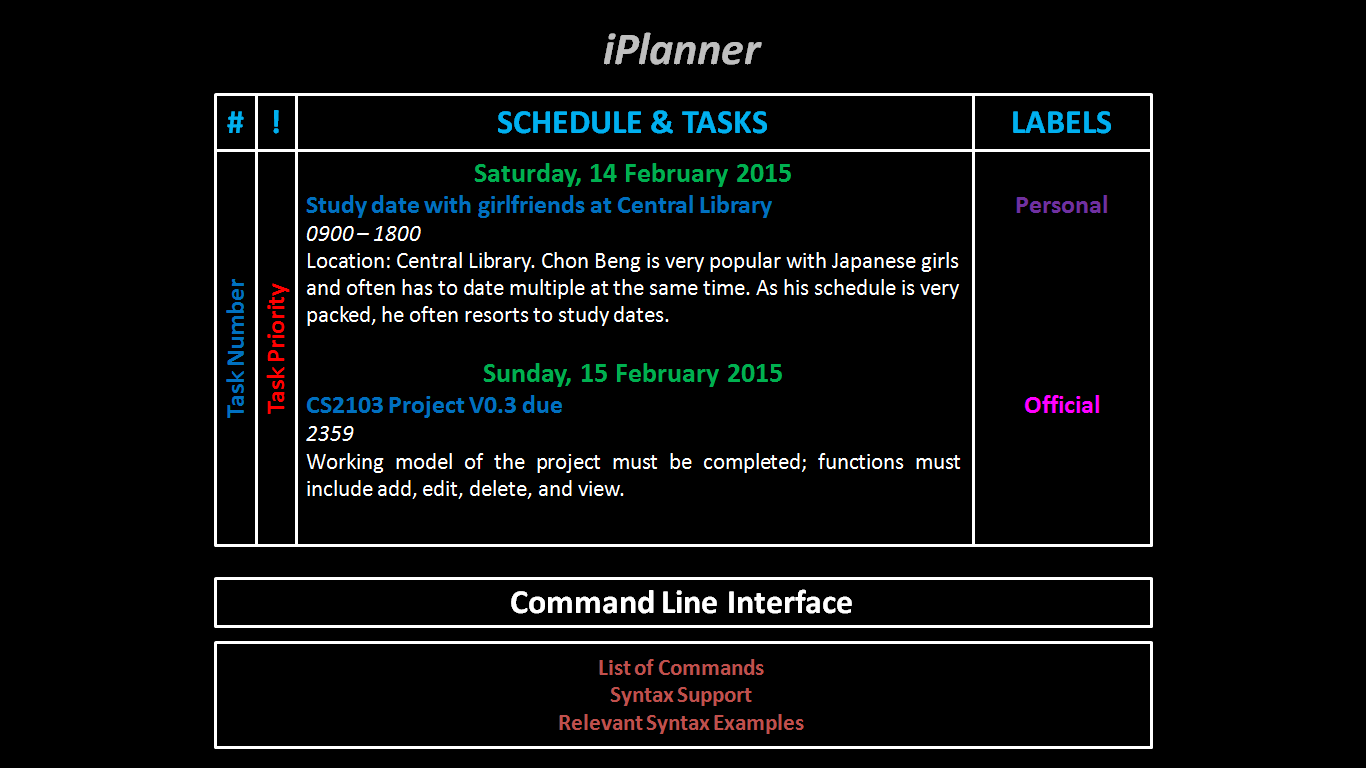 iPlanner
# ! SCHEDULE & TASKS LABELS
Task Number
Task Priority
Saturday, 14 February 2015
Study date with girlfriends at Central Library Personal
0900 – 1800
Location: Central Library. Chon Beng is very popular with Japanese girls
and often has to date multiple at the same time. As his schedule is very
packed, he often resorts to study dates.
Sunday, 15 February 2015
CS2103 Project V0.3 due Official
2359
Working model of the project must be completed; functions must
include add, edit, delete, and view.
Command Line Interface
List of Commands
Syntax Support
Relevant Syntax Examples